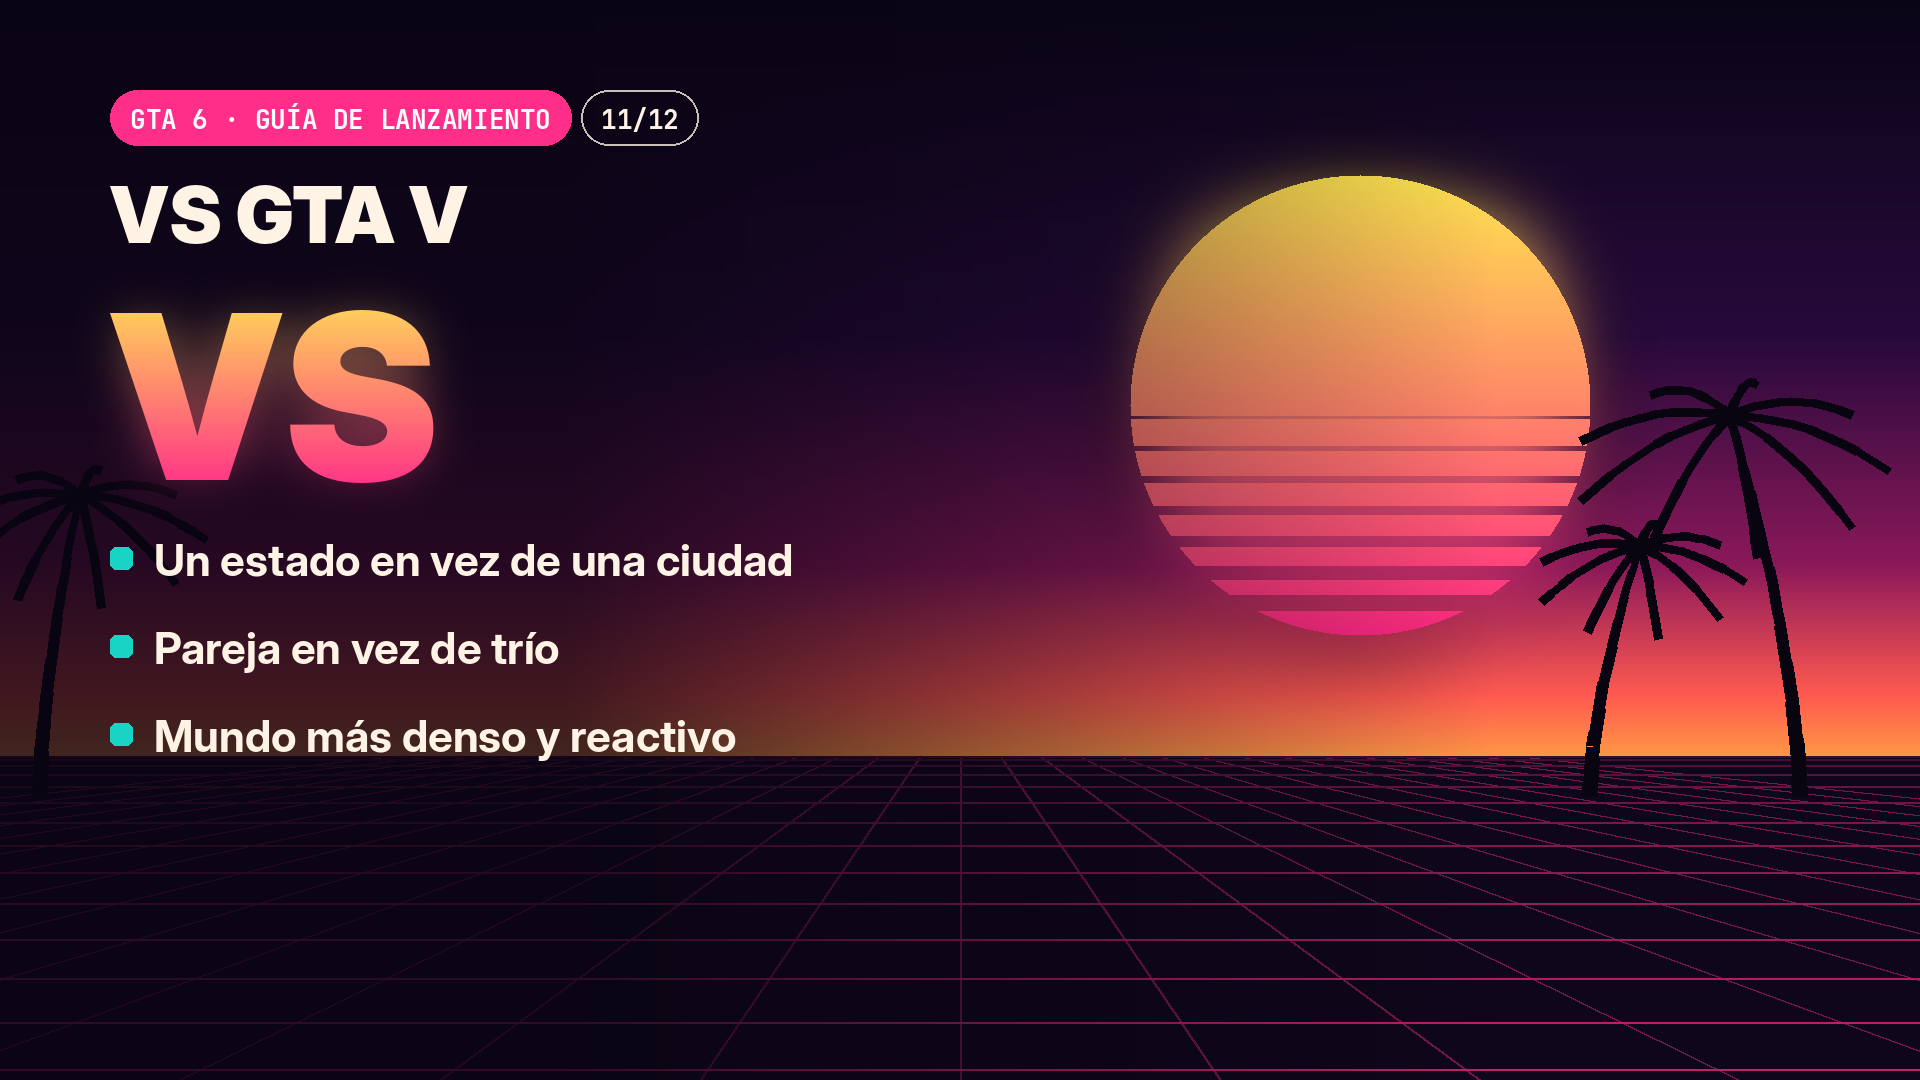 GTA 6 · GUÍA DE LANZAMIENTO 11/12
VS GTA V
VS
Un estado en vez de una ciudad
Pareja en vez de trío
Mundo más denso y reactivo